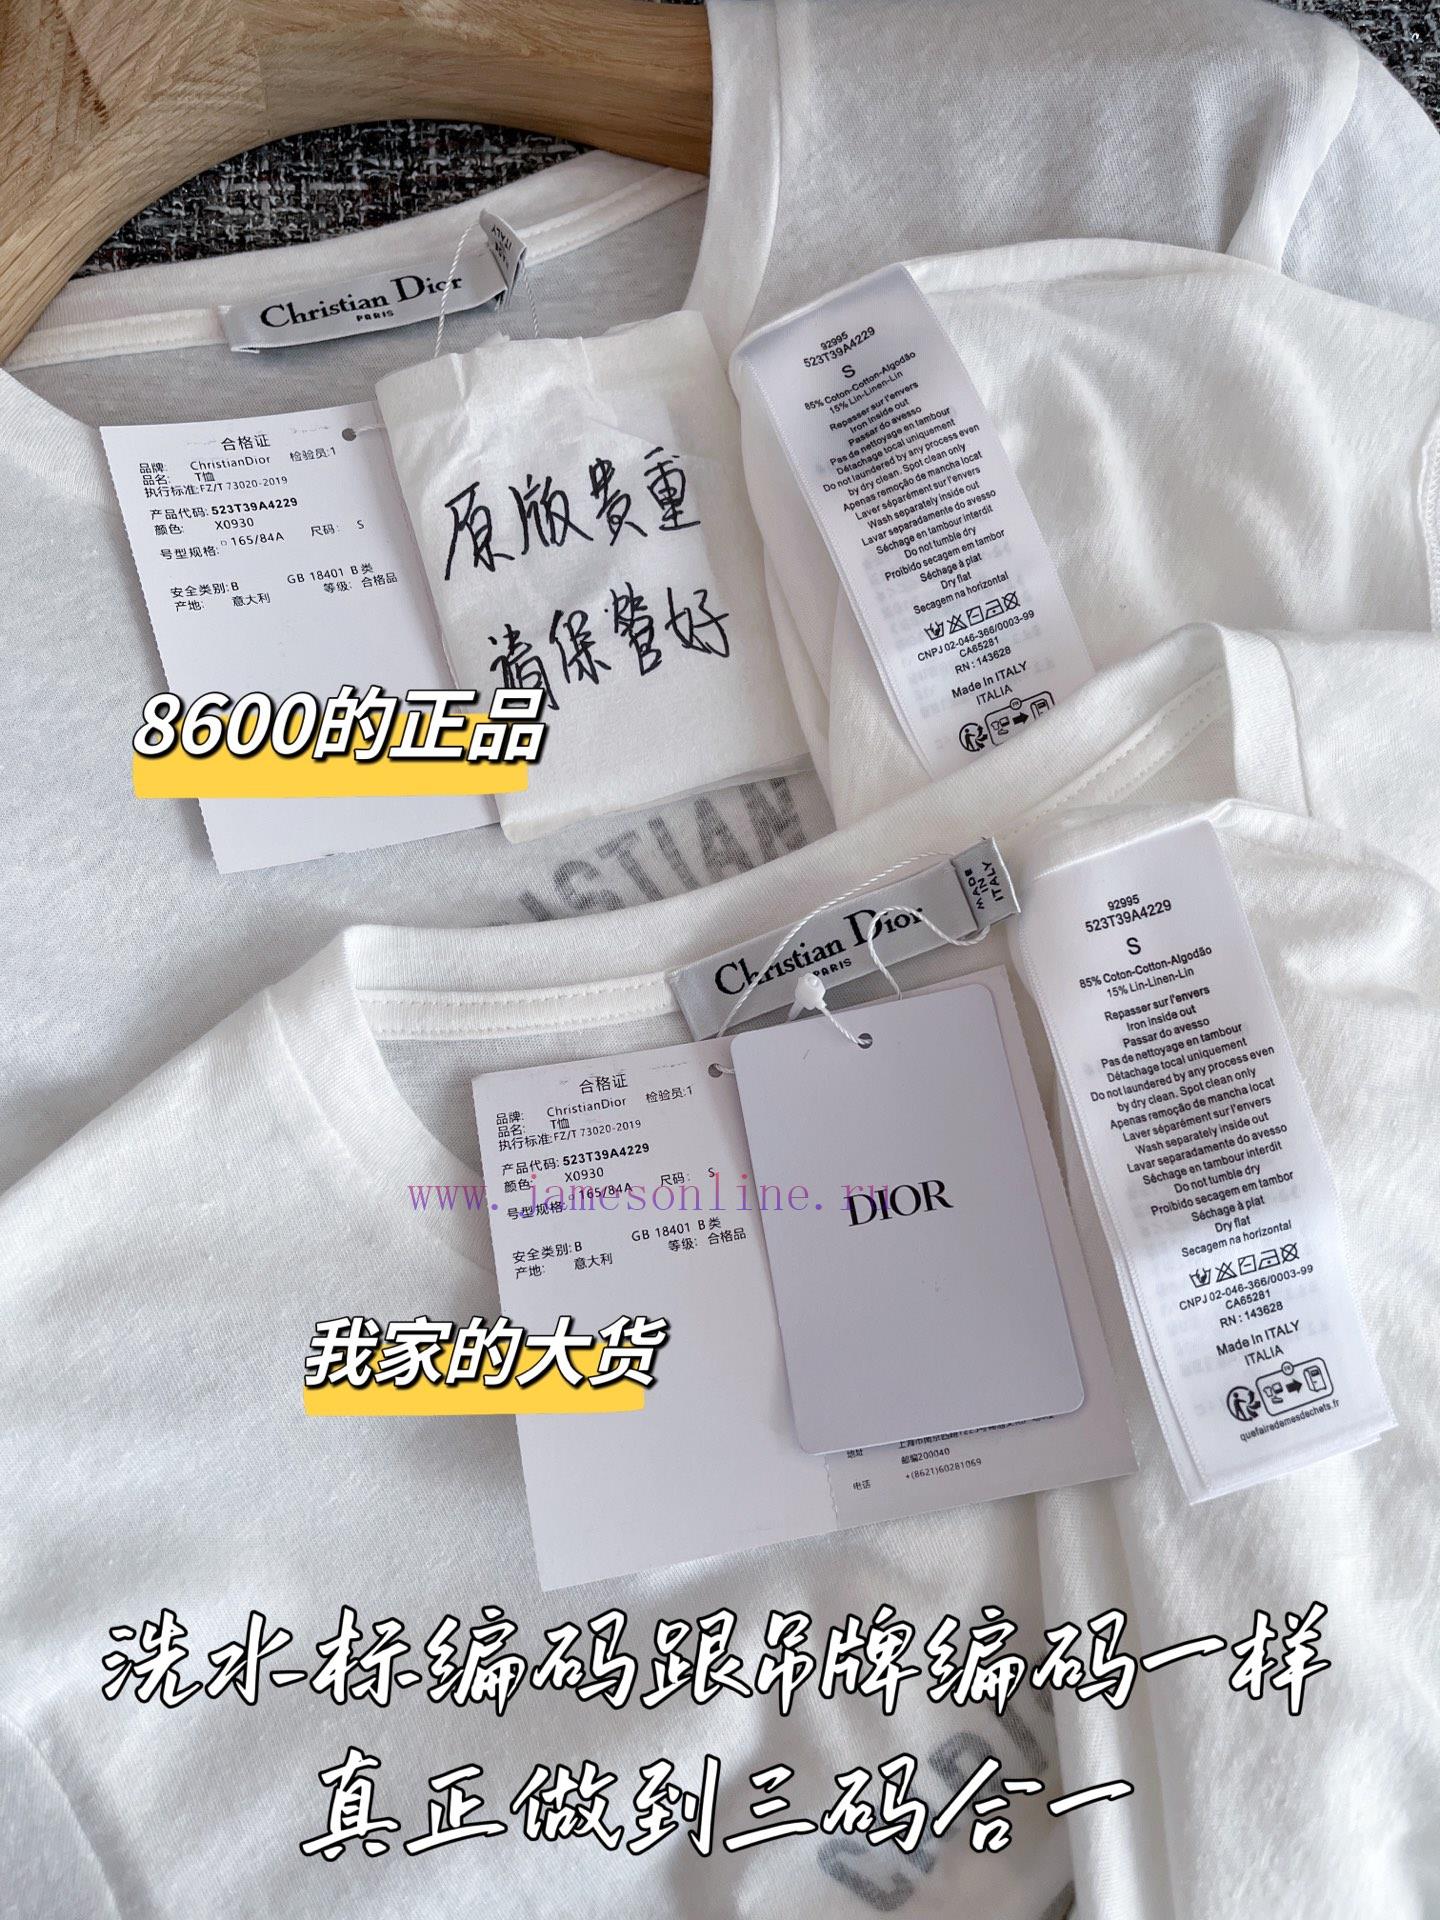 Christian Dior
PARIS
ITALY
合格证
品牌: ChristianDior 检验员:1
品名: T恤
执行标准:FZ/T 73020-2019
产品代码: 523T39A4229
颜色: X0930
号型规格: 165/84A 尺码: S
安全类别: B GB 18401 B类
产地: 意大利 等级: 合格品
原版貴重
请保管好
8600的正品
92995
523T39A4229
S
85% Coton-Cotton-Algodão
15% Lin-Linen-Lin
Repasser sur l'envers
Iron inside out
Passar do avesso
Pas de nettoyage en tambour
Détachage tocal uniquement
Do not laundered by any process even
by dry clean. Spot clean only
Apenas remoção de mancha locat
Laver séparément sur l'envers
Wash separately inside out
Lavar separadamente do avesso
Séchage en tambour interdit
Do not tumble dry
Proibido secagem em tambor
Séchage à plat
Dry flat
Secagem na horizontal
CNPJ 02-046-366/0003-99
CA65281
RN : 143628
Made In ITALY
ITALIA
FR
STIAN
Christian Dior
PARIS
MADE
IN
ITALY
合格证
品牌: ChristianDior 检验员:1
品名: T恤
执行标准:FZ/T 73020-2019
产品代码: 523T39A4229
颜色: X0930
号型规格: 165/84A 尺码: S
安全类别: B GB 18401 B类
产地: 意大利 等级: 合格品
www.jamesonline.ru
DIOR
地址
邮编200040
电话 +(8621)60281069
我家的大货
92995
523T39A4229
S
85% Coton-Cotton-Algodão
15% Lin-Linen-Lin
Repasser sur l'envers
Iron inside out
Passar do avesso
Pas de nettoyage en tambour
Détachage tocal uniquement
Do not laundered by any process even
by dry clean. Spot clean only
Apenas remoção de mancha locat
Laver séparément sur l'envers
Wash separately inside out
Lavar separadamente do avesso
Séchage en tambour interdit
Do not tumble dry
Proibido secagem em tambor
Séchage à plat
Dry flat
Secagem na horizontal
CNPJ 02-046-366/0003-99
CA65281
RN : 143628
Made In ITALY
ITALIA
FR
quefairedemesdechets.fr
洗水标编码跟吊牌编码一样
真正做到三码合一